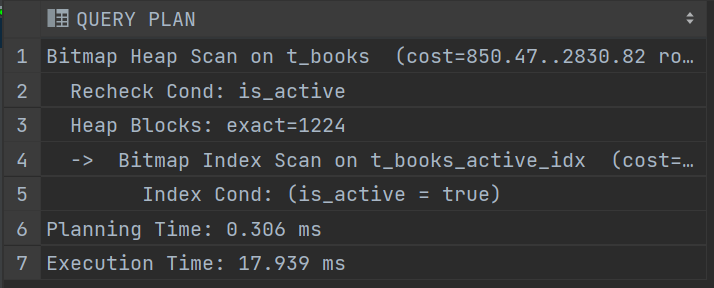 QUERY PLAN
1 Bitmap Heap Scan on t_books (cost=850.47..2830.82 ro…
2 Recheck Cond: is_active
3 Heap Blocks: exact=1224
4 -> Bitmap Index Scan on t_books_active_idx (cost=…
5 Index Cond: (is_active = true)
6 Planning Time: 0.306 ms
7 Execution Time: 17.939 ms